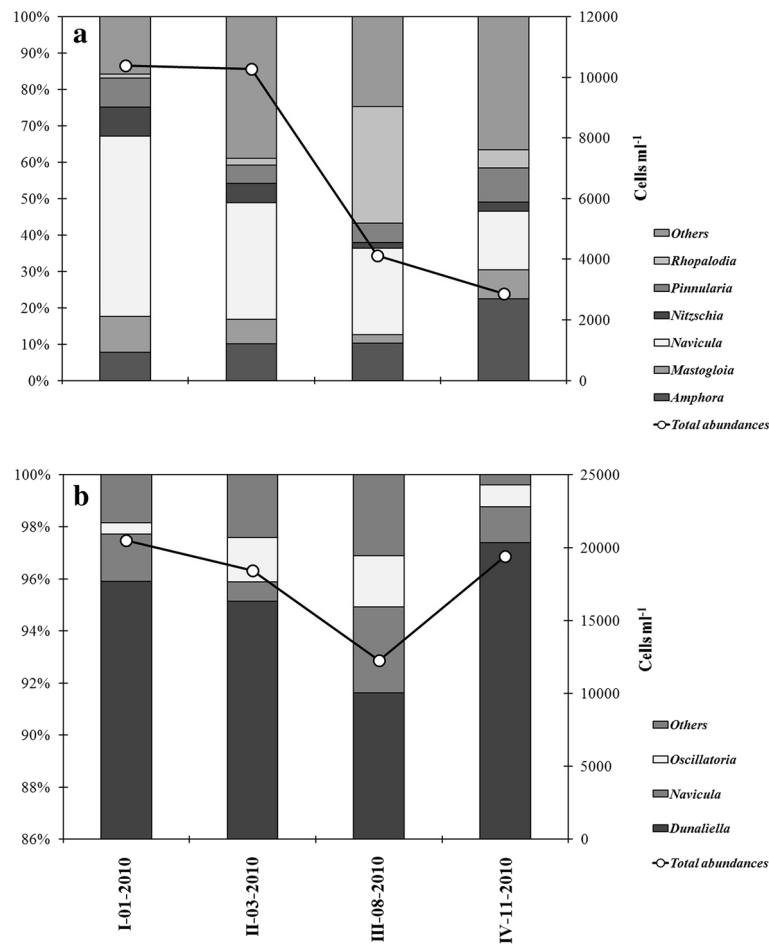 100%
90%
80%
70%
60%
50%
40%
30%
20%
10%
0%
a
12000
10000
8000
6000
4000
2000
0
Cells ml-1
Others
Rhopalodia
Pinnularia
Nitzschia
Navicula
Mastogloia
Amphora
Total abundances
100%
98%
96%
94%
92%
90%
88%
86%
b
25000
20000
15000
10000
5000
0
Cells ml-1
Others
Oscillatoria
Navicula
Dunaliella
Total abundances
I-01-2010
II-03-2010
III-08-2010
IV-11-2010